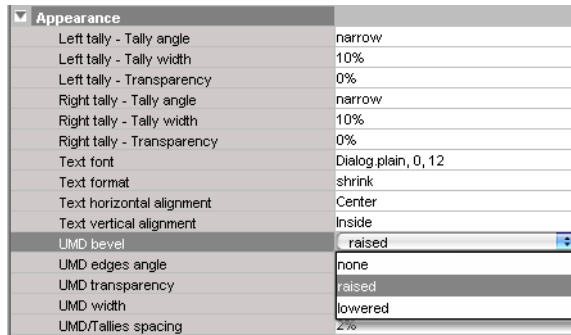 Appearance
Left tally - Tally angle narrow
Left tally - Tally width 10%
Left tally - Transparency 0%
Right tally - Tally angle narrow
Right tally - Tally width 10%
Right tally - Transparency 0%
Text font Dialog.plain, 0, 12
Text format shrink
Text horizontal alignment Center
Text vertical alignment Inside
UMD bevel raised
UMD edges angle none
UMD transparency raised
UMD width lowered
UMD/Tallies spacing 2%